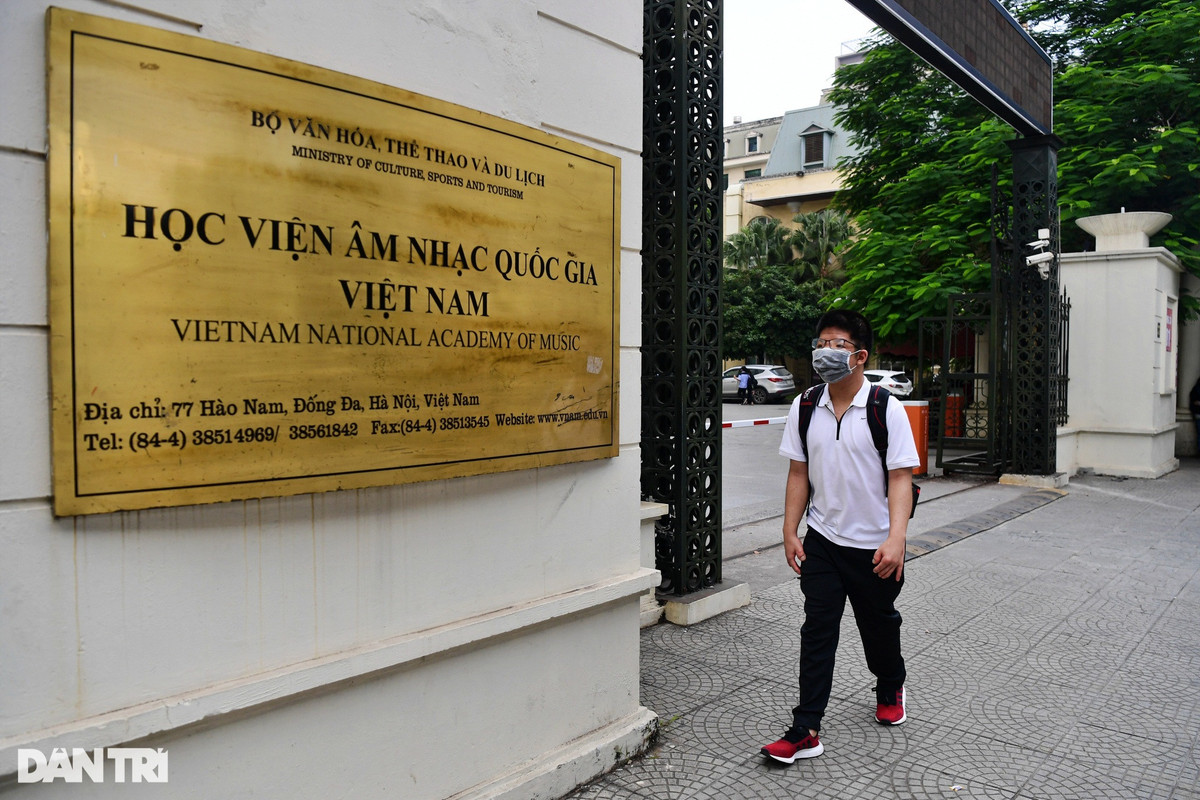 BỘ VĂN HÓA, THỂ THAO VÀ DU LỊCH
MINISTRY OF CULTURE, SPORTS AND TOURISM
HỌC VIỆN ÂM NHẠC QUỐC GIA
VIỆT NAM
VIETNAM NATIONAL ACADEMY OF MUSIC
Địa chỉ: 77 Hào Nam, Đống Đa, Hà Nội, Việt Nam
Tel: (84-4) 38514969/ 38561842 Fax:(84-4) 38513545 Website: www.vnam.edu.vn
DÂN TRÍ